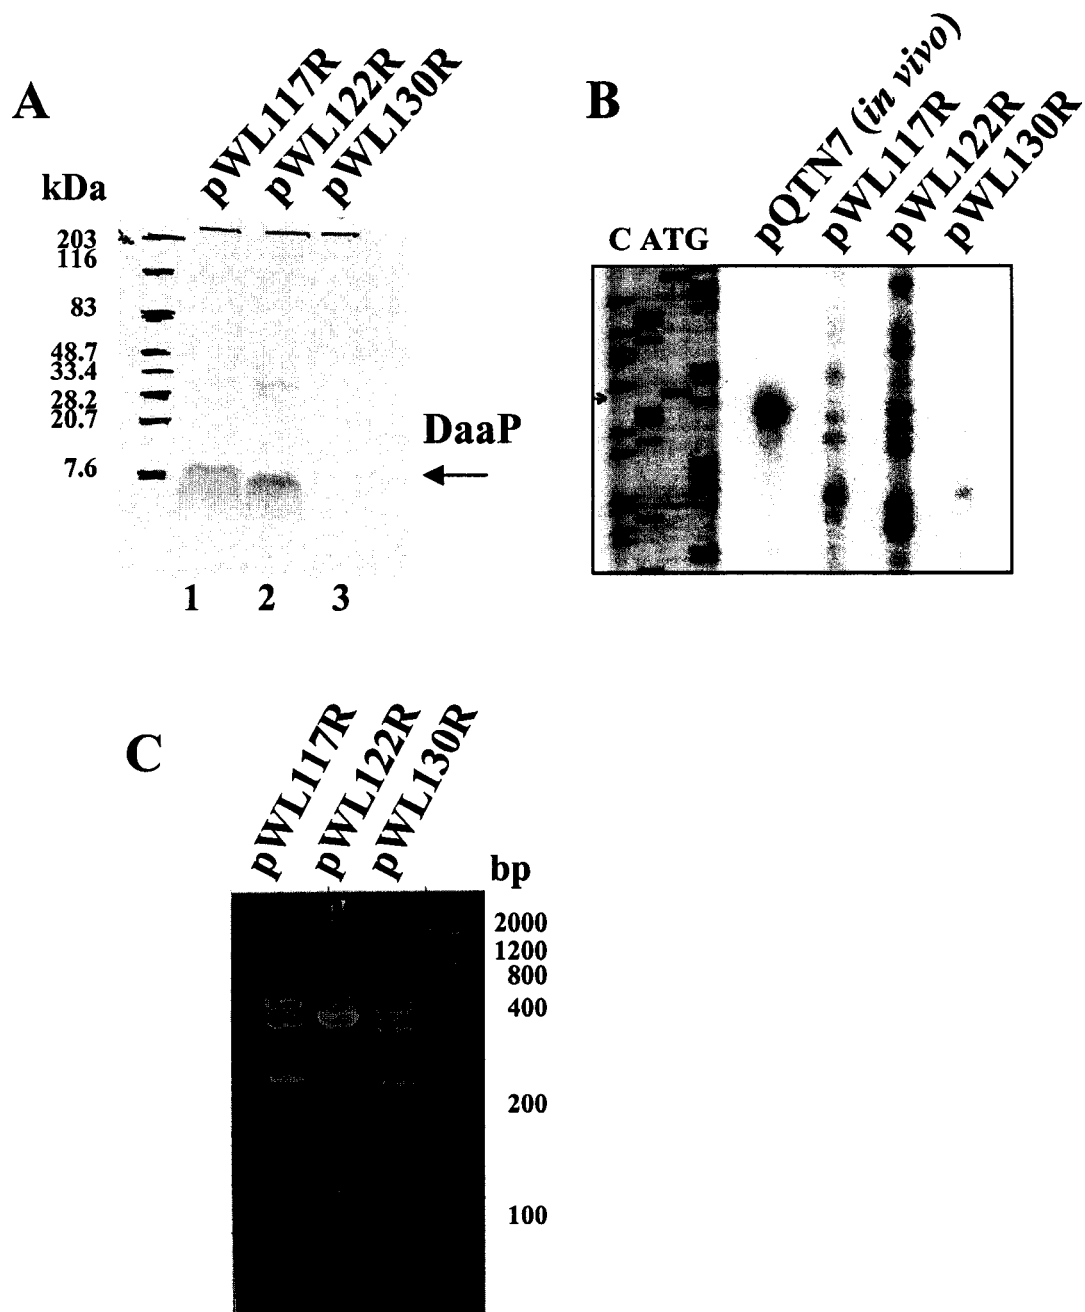 A
pWL117R
pWL122R
pWL130R
kDa
203
116
83
48.7
33.4
28.2
20.7
7.6
DaaP
1 2 3
B
pQTN7 (in vivo)
pWL117R
pWL122R
pWL130R
C ATG
C
pWL117R
pWL122R
pWL130R
bp
2000
1200
800
400
200
100